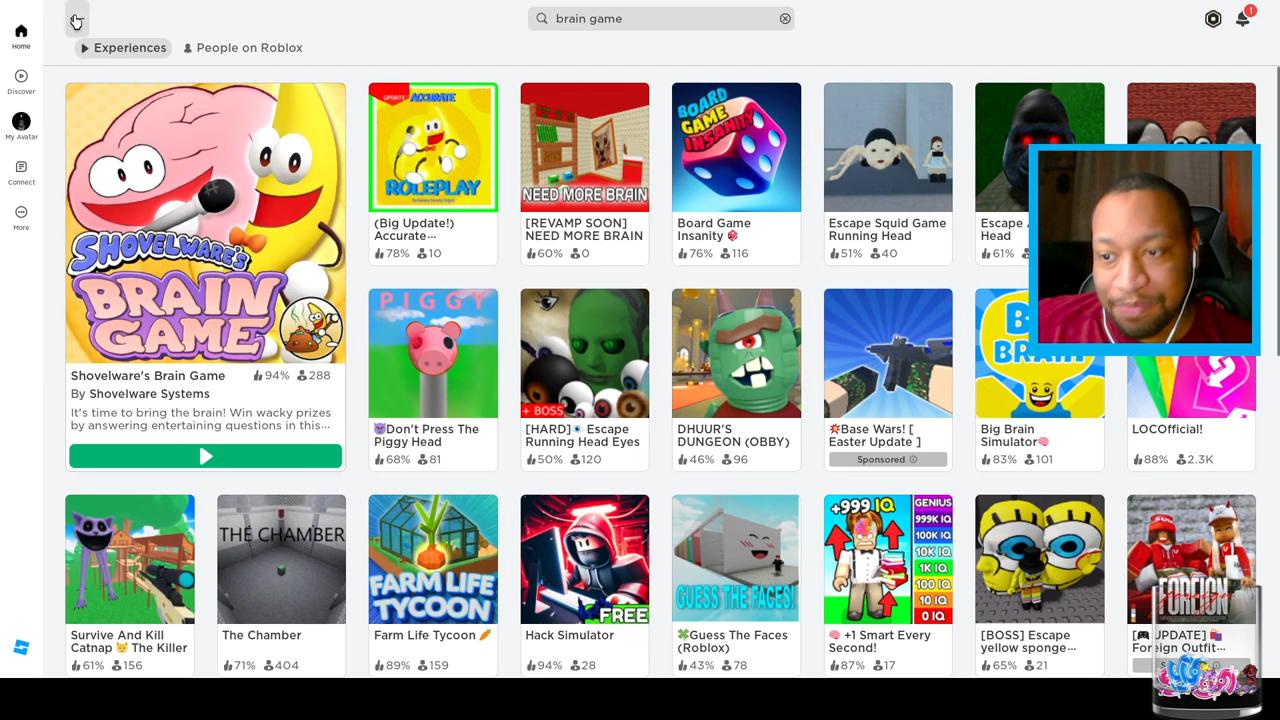 brain game
1
Experiences
People on Roblox
Home
Discover
My Avatar
Connect
More
SHOVELWARE'S
BRAIN
GAME
Shovelware's Brain Game
94% 288
By Shovelware Systems
It's time to bring the brain! Win wacky prizes
by answering entertaining questions in this...
UPDATE
ACCURATE
ROLEPLAY
(Big Update!)
Accurate...
78% 10
NEED MORE BRAIN
[REVAMP SOON]
NEED MORE BRAIN
60% 0
BOARD
GAME
INSANITY
Board Game
Insanity
76% 116
Escape Squid Game
Running Head
51% 40
Escape
Head
61%
PIGGY
😈Don't Press The
Piggy Head
68% 81
+ BOSS
[HARD]👁 Escape
Running Head Eyes
50% 120
DHUUR'S
DUNGEON (OBBY)
46% 96
💥Base Wars! [
Easter Update ]
Sponsored
BRAIN
Big Brain
Simulator🧠
83% 101
LOCOfficial!
88% 2.3K
Survive And Kill
Catnap 😿 The Killer
61% 156
THE CHAMBER
The Chamber
71% 404
FARM LIFE
TYCOON
Farm Life Tycoon 🥕
89% 159
FREE
Hack Simulator
94% 28
GUESS THE FACES!
🍀Guess The Faces
(Roblox)
43% 78
+999 IQ
GENIUS
999K IQ
100K IQ
10K IQ
1K IQ
100 IQ
10 IQ
0 IQ
🧠 +1 Smart Every
Second!
87% 17
[BOSS] Escape
yellow sponge...
65% 21
FOREIGN
[🎮 UPDATE] 🛍
Foreign Outfit...